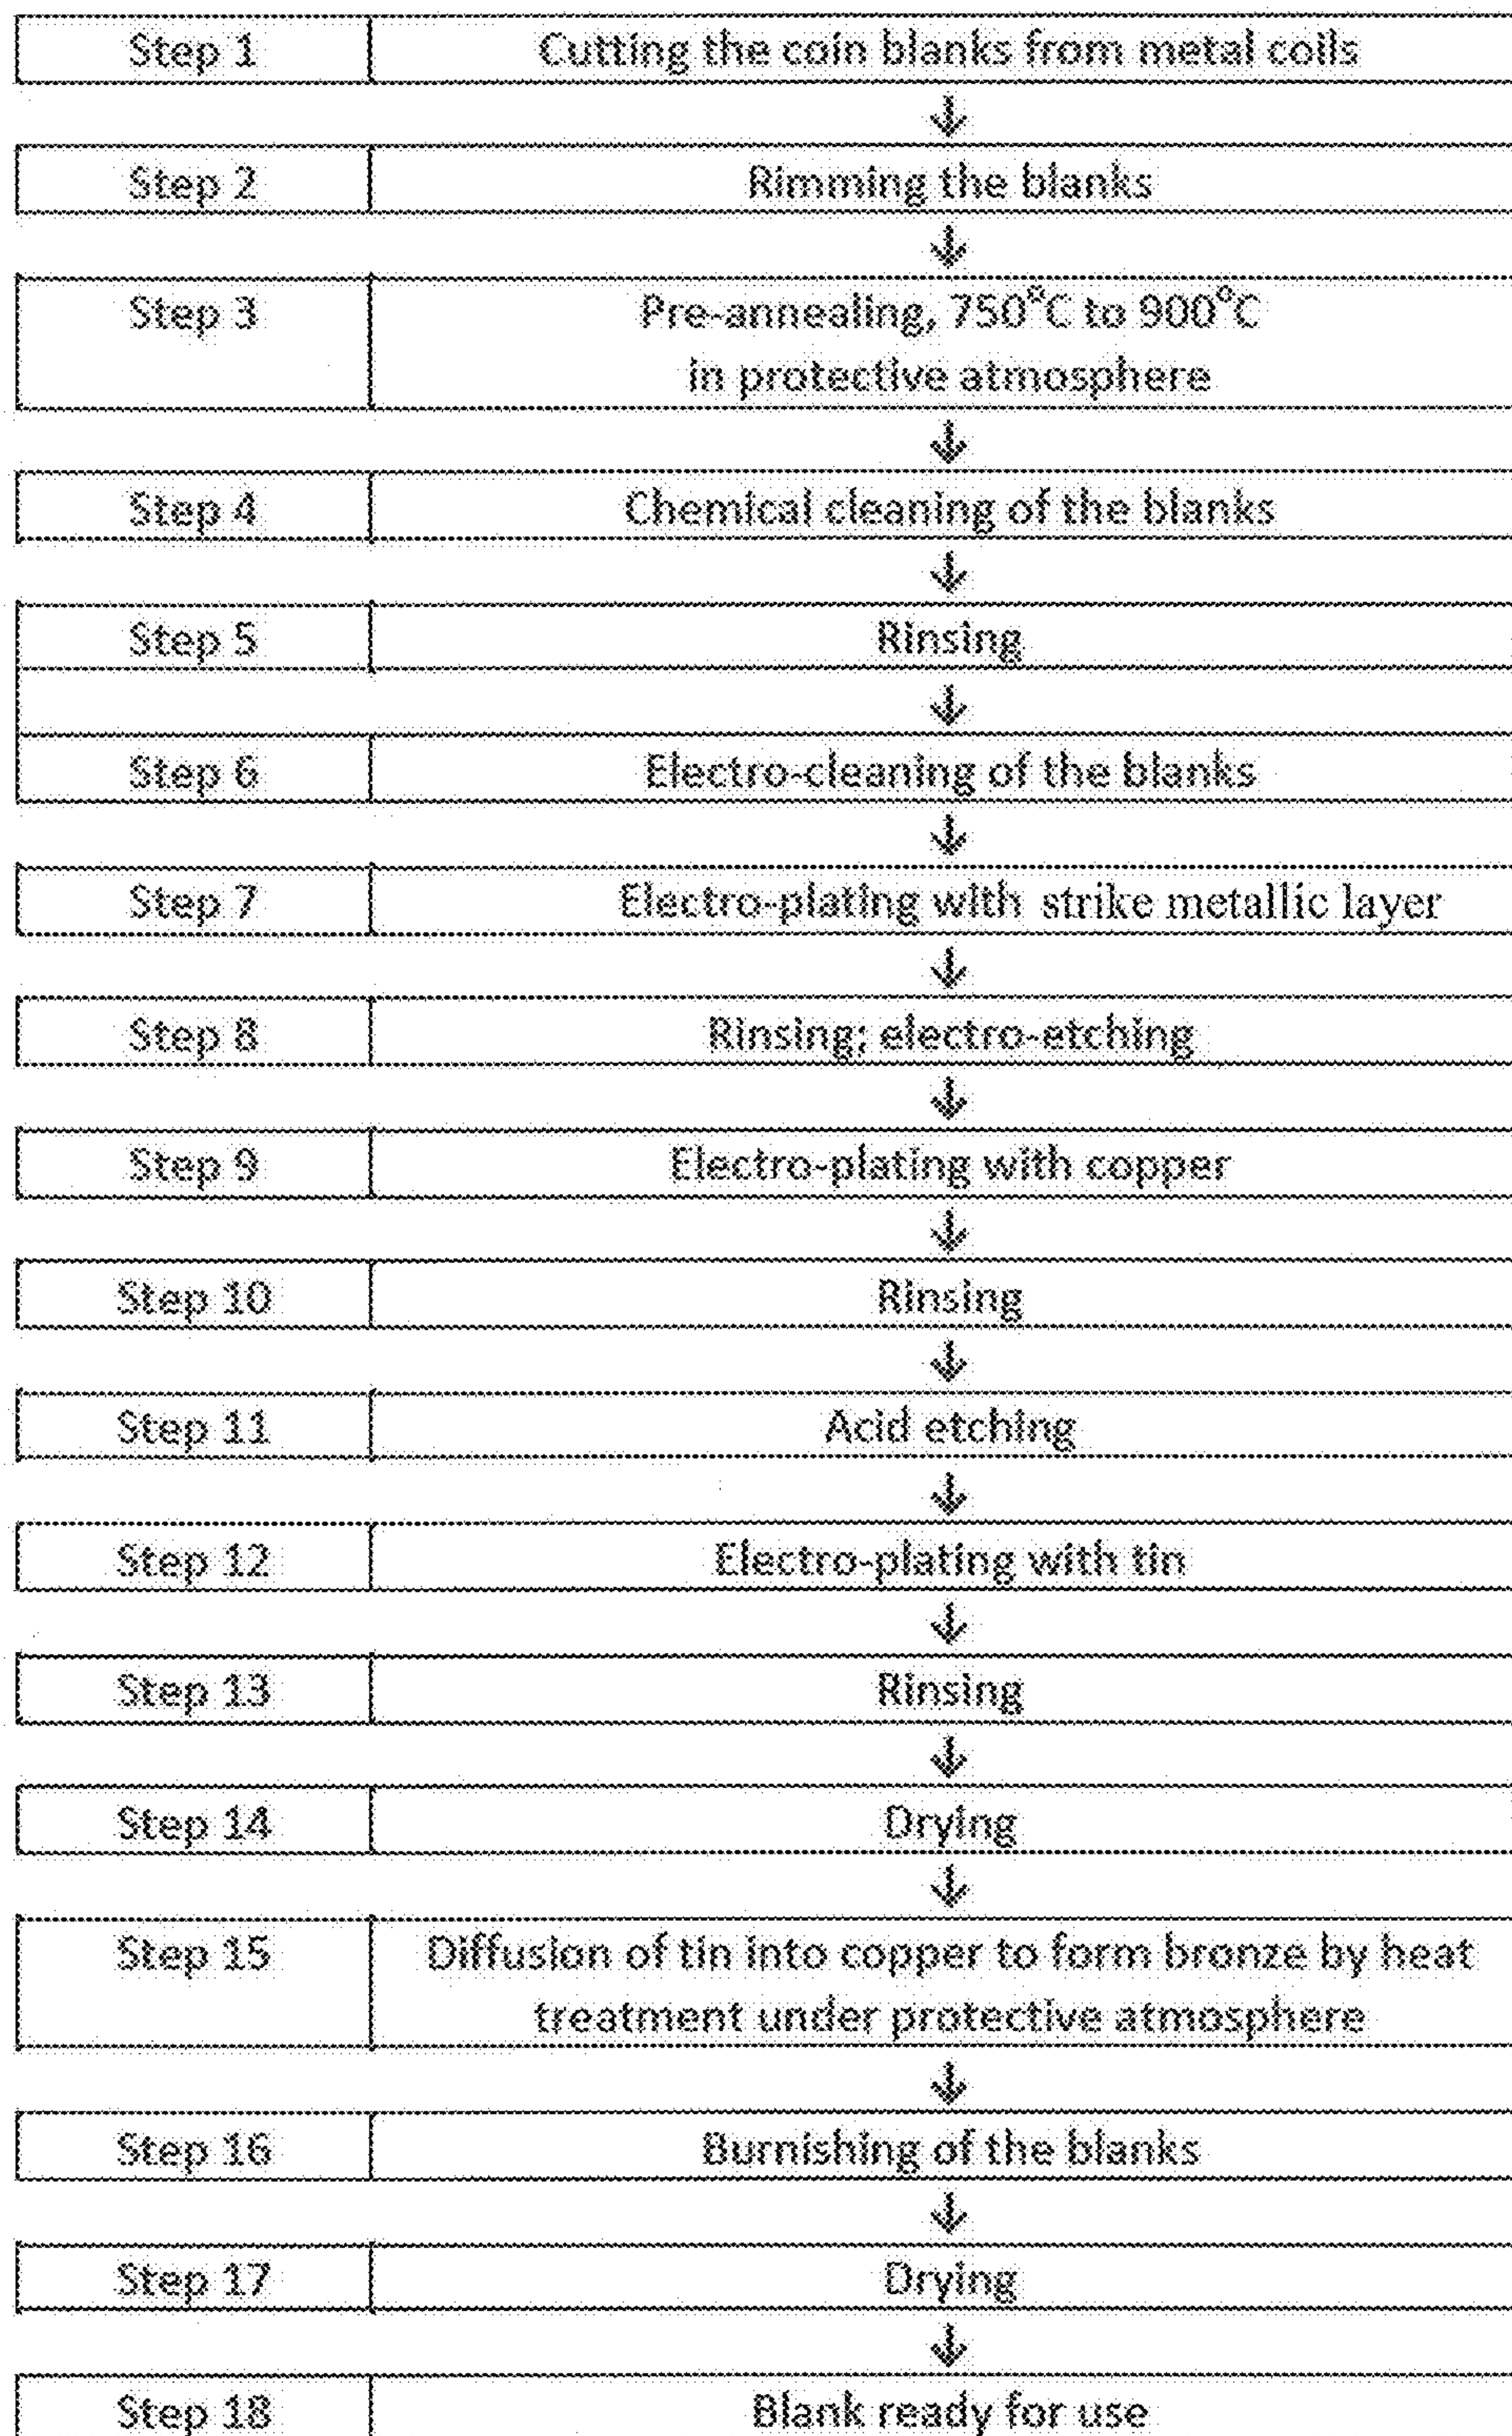 Step 1 Cutting the coin blanks from metal coils
↓
Step 2 Rimming the blanks
↓
Step 3 Pre-annealing, 750°C to 900°C
in protective atmosphere
↓
Step 4 Chemical cleaning of the blanks
↓
Step 5 Rinsing
↓
Step 6 Electro-cleaning of the blanks
↓
Step 7 Electro-plating with strike metallic layer
↓
Step 8 Rinsing; electro-etching
↓
Step 9 Electro-plating with copper
↓
Step 10 Rinsing
↓
Step 11 Acid etching
↓
Step 12 Electro-plating with tin
↓
Step 13 Rinsing
↓
Step 14 Drying
↓
Step 15 Diffusion of tin into copper to form bronze by heat
treatment under protective atmosphere
↓
Step 16 Burnishing of the blanks
↓
Step 17 Drying
↓
Step 18 Blank ready for use